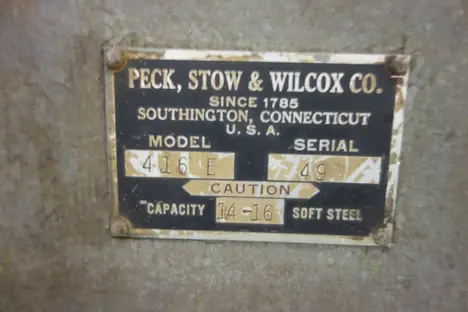 PECK, STOW & WILCOX CO.
SINCE 1785
SOUTHINGTON, CONNECTICUT
U. S. A.
MODEL SERIAL
416 E
CAUTION
CAPACITY 14-16 SOFT STEEL